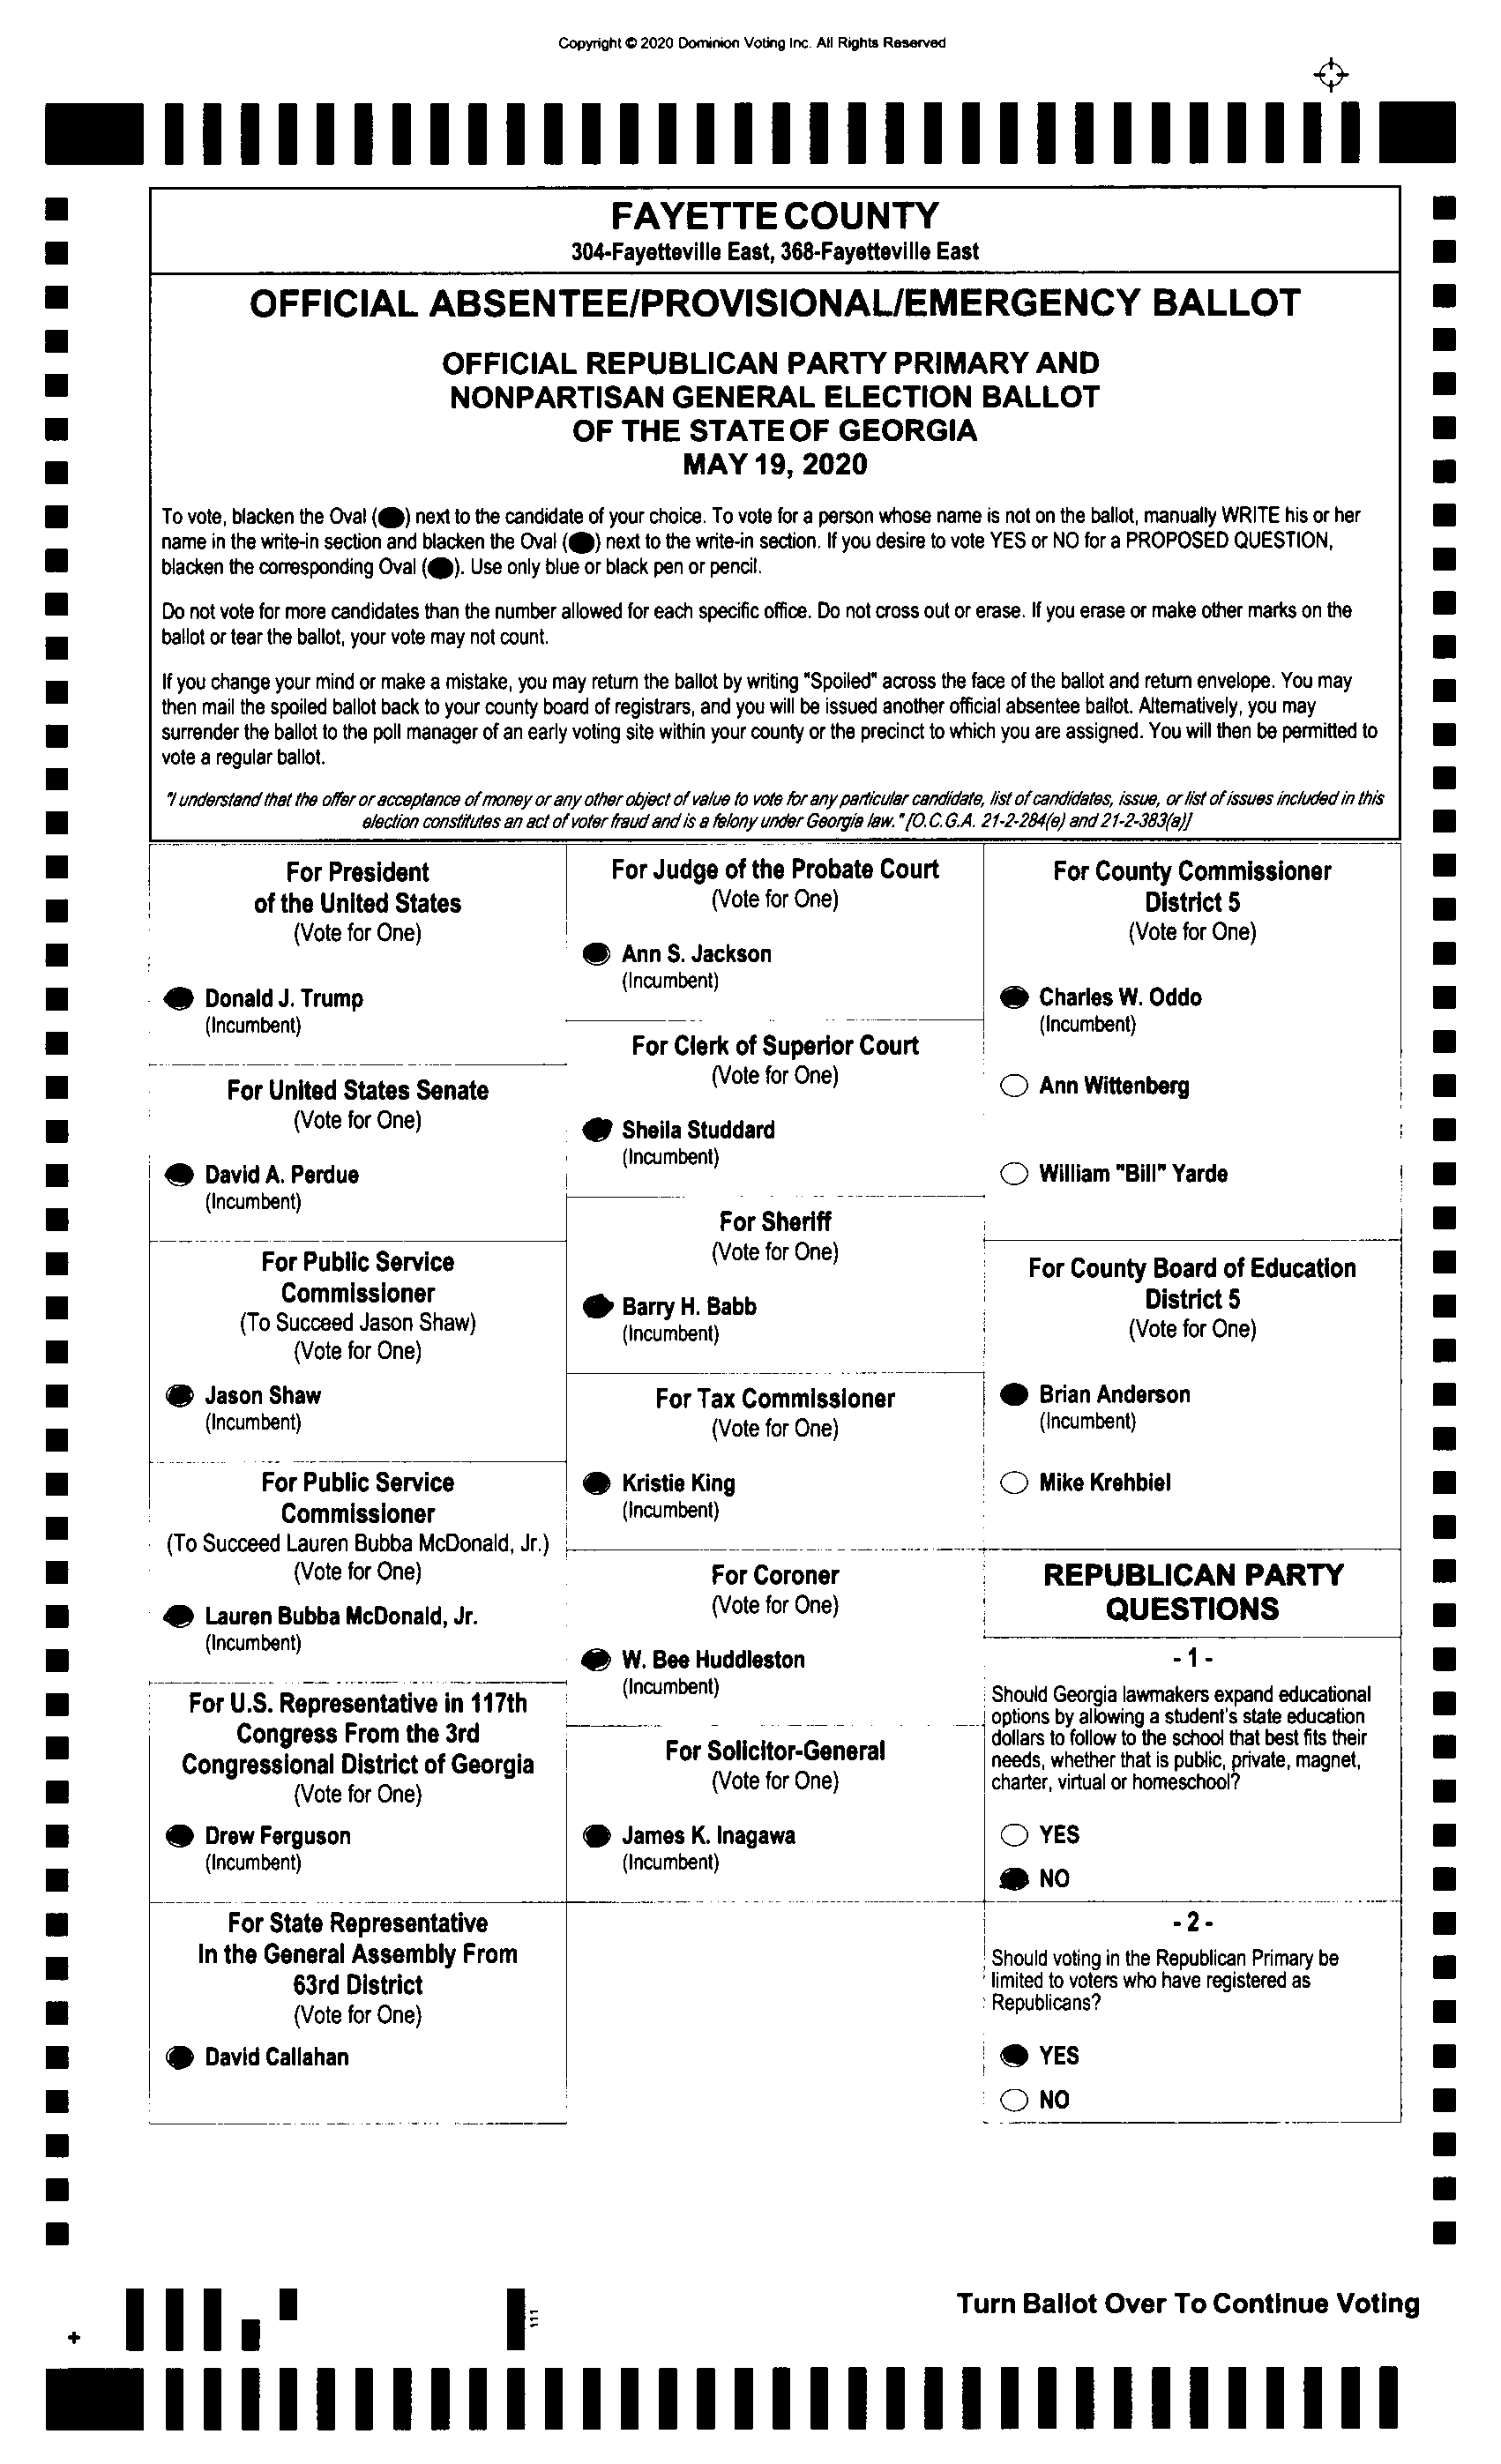 Copyright © 2020 Dominion Voting Inc. All Rights Reserved
FAYETTE COUNTY
304-Fayetteville East, 368-Fayetteville East
OFFICIAL ABSENTEE/PROVISIONAL/EMERGENCY BALLOT
OFFICIAL REPUBLICAN PARTY PRIMARY AND
NONPARTISAN GENERAL ELECTION BALLOT
OF THE STATE OF GEORGIA
MAY 19, 2020
To vote, blacken the Oval (●) next to the candidate of your choice. To vote for a person whose name is not on the ballot, manually WRITE his or her
name in the write-in section and blacken the Oval (●) next to the write-in section. If you desire to vote YES or NO for a PROPOSED QUESTION,
blacken the corresponding Oval (●). Use only blue or black pen or pencil.
Do not vote for more candidates than the number allowed for each specific office. Do not cross out or erase. If you erase or make other marks on the
ballot or tear the ballot, your vote may not count.
If you change your mind or make a mistake, you may return the ballot by writing "Spoiled" across the face of the ballot and return envelope. You may
then mail the spoiled ballot back to your county board of registrars, and you will be issued another official absentee ballot. Alternatively, you may
surrender the ballot to the poll manager of an early voting site within your county or the precinct to which you are assigned. You will then be permitted to
vote a regular ballot.
"I understand that the offer or acceptance of money or any other object of value to vote for any particular candidate, list of candidates, issue, or list of issues included in this
election constitutes an act of voter fraud and is a felony under Georgia law." [O.C.G.A. 21-2-284(e) and 21-2-383(a)]
For President
of the United States
(Vote for One)
Donald J. Trump
(Incumbent)
For United States Senate
(Vote for One)
David A. Perdue
(Incumbent)
For Public Service
Commissioner
(To Succeed Jason Shaw)
(Vote for One)
Jason Shaw
(Incumbent)
For Public Service
Commissioner
(To Succeed Lauren Bubba McDonald, Jr.)
(Vote for One)
Lauren Bubba McDonald, Jr.
(Incumbent)
For U.S. Representative in 117th
Congress From the 3rd
Congressional District of Georgia
(Vote for One)
Drew Ferguson
(Incumbent)
For State Representative
In the General Assembly From
63rd District
(Vote for One)
David Callahan
For Judge of the Probate Court
(Vote for One)
Ann S. Jackson
(Incumbent)
For Clerk of Superior Court
(Vote for One)
Sheila Studdard
(Incumbent)
For Sheriff
(Vote for One)
Barry H. Babb
(Incumbent)
For Tax Commissioner
(Vote for One)
Kristie King
(Incumbent)
For Coroner
(Vote for One)
W. Bee Huddleston
(Incumbent)
For Solicitor-General
(Vote for One)
James K. Inagawa
(Incumbent)
For County Commissioner
District 5
(Vote for One)
Charles W. Oddo
(Incumbent)
Ann Wittenberg
William "Bill" Yarde
For County Board of Education
District 5
(Vote for One)
Brian Anderson
(Incumbent)
Mike Krehbiel
REPUBLICAN PARTY
QUESTIONS
- 1 -
Should Georgia lawmakers expand educational
options by allowing a student's state education
dollars to follow to the school that best fits their
needs, whether that is public, private, magnet,
charter, virtual or homeschool?
YES
NO
- 2 -
Should voting in the Republican Primary be
limited to voters who have registered as
Republicans?
YES
NO
Turn Ballot Over To Continue Voting
111